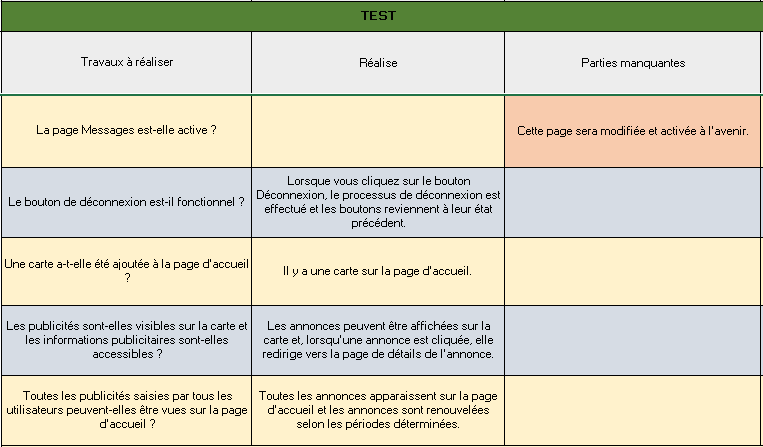 TEST
Travaux à réaliser
Réalise
Parties manquantes
La page Messages est-elle active ?
Cette page sera modifiée et activée à l'avenir.
Le bouton de déconnexion est-il fonctionnel ?
Lorsque vous cliquez sur le bouton
Déconnexion, le processus de déconnexion est
effectué et les boutons reviennent à leur état
précédent.
Une carte a-t-elle été ajoutée à la page d'accueil
?
Il y a une carte sur la page d'accueil.
Les publicités sont-elles visibles sur la carte et
les informations publicitaires sont-elles
accessibles ?
Les annonces peuvent être affichées sur la
carte et, lorsqu'une annonce est cliquée, elle
redirige vers la page de détails de l'annonce.
Toutes les publicités saisies par tous les
utilisateurs peuvent-elles être vues sur la page
d'accueil ?
Toutes les annonces apparaissent sur la page
d'accueil et les annonces sont renouvelées
selon les périodes déterminées.